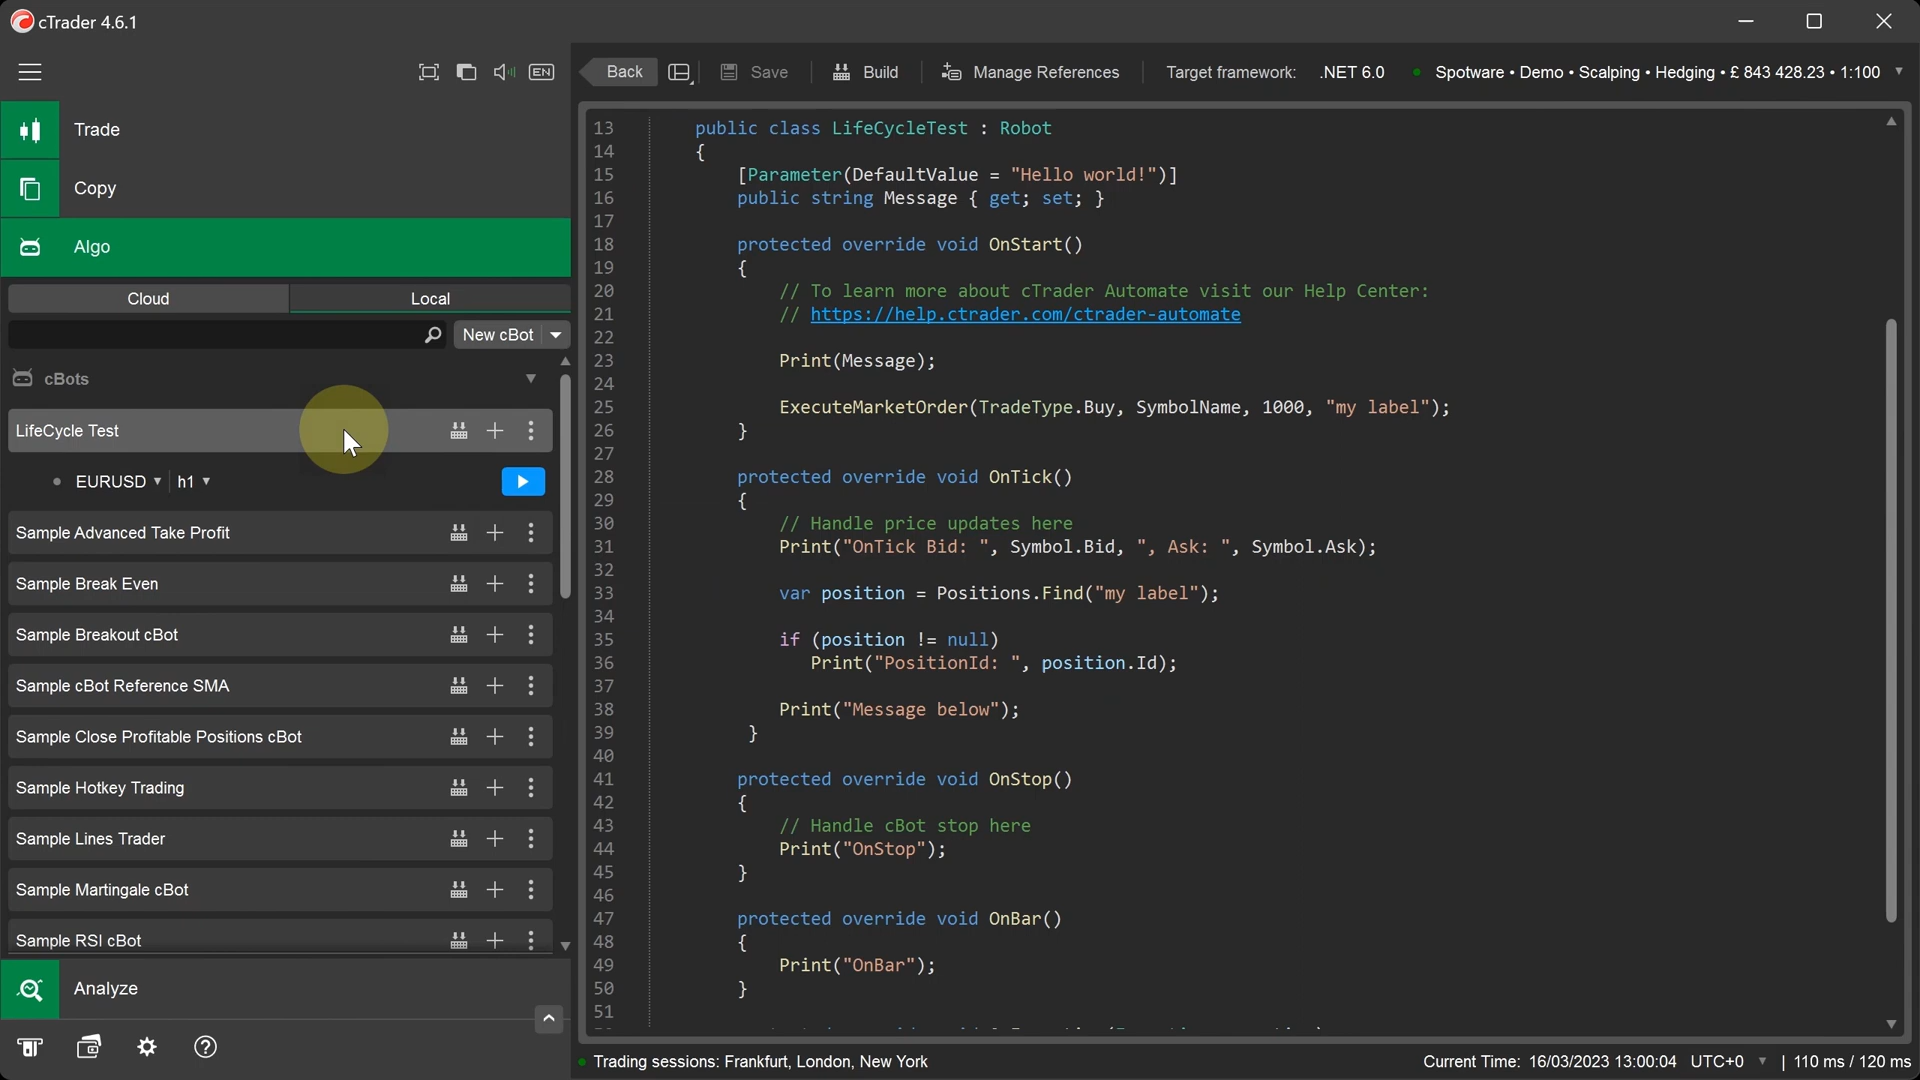 cTrader 4.6.1
EN
Back
Save
Build
Manage References
Target framework: .NET 6.0
Spotware • Demo • Scalping • Hedging • £ 843 428.23 • 1:100
Trade
Copy
Algo
Cloud
Local
New cBot
cBots
LifeCycle Test
EURUSD
h1
Sample Advanced Take Profit
Sample Break Even
Sample Breakout cBot
Sample cBot Reference SMA
Sample Close Profitable Positions cBot
Sample Hotkey Trading
Sample Lines Trader
Sample Martingale cBot
Sample RSI cBot
Analyze
13 public class LifeCycleTest : Robot
14 {
15 [Parameter(DefaultValue = "Hello world!")]
16 public string Message { get; set; }
17
18 protected override void OnStart()
19 {
20 // To learn more about cTrader Automate visit our Help Center:
21 // https://help.ctrader.com/ctrader-automate
22
23 Print(Message);
24
25 ExecuteMarketOrder(TradeType.Buy, SymbolName, 1000, "my label");
26 }
27
28 protected override void OnTick()
29 {
30 // Handle price updates here
31 Print("OnTick Bid: ", Symbol.Bid, ", Ask: ", Symbol.Ask);
32
33 var position = Positions.Find("my label");
34
35 if (position != null)
36 Print("PositionId: ", position.Id);
37
38 Print("Message below");
39 }
40
41 protected override void OnStop()
42 {
43 // Handle cBot stop here
44 Print("OnStop");
45 }
46
47 protected override void OnBar()
48 {
49 Print("OnBar");
50 }
51
Trading sessions: Frankfurt, London, New York
Current Time: 16/03/2023 13:00:04 UTC+0 | 110 ms / 120 ms